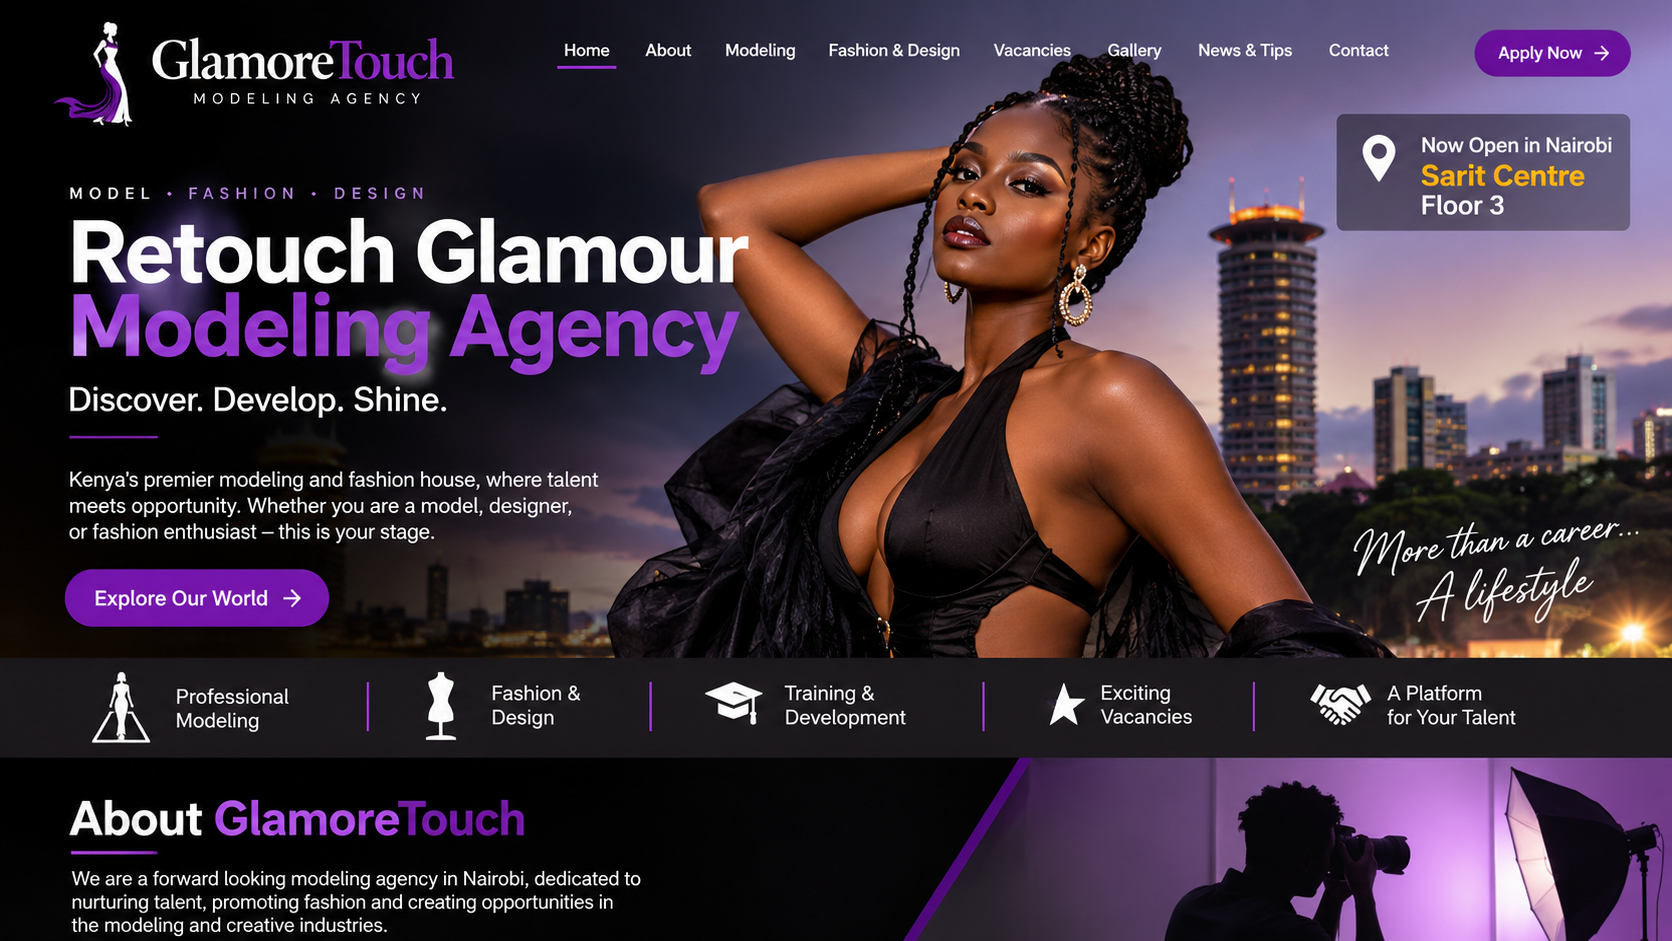 GlamoreTouch
MODELING AGENCY
Home
About
Modeling
Fashion & Design
Vacancies
Gallery
News & Tips
Contact
Apply Now
Now Open in Nairobi
Sarit Centre
Floor 3
MODEL • FASHION • DESIGN
Retouch Glamour
Modeling Agency
Discover. Develop. Shine.
Kenya's premier modeling and fashion house, where talent
meets opportunity. Whether you are a model, designer,
or fashion enthusiast – this is your stage.
Explore Our World
More than a career...
A lifestyle
Professional
Modeling
Fashion &
Design
Training &
Development
Exciting
Vacancies
A Platform
for Your Talent
About GlamoreTouch
We are a forward looking modeling agency in Nairobi, dedicated to
nurturing talent, promoting fashion and creating opportunities in
the modeling and creative industries.